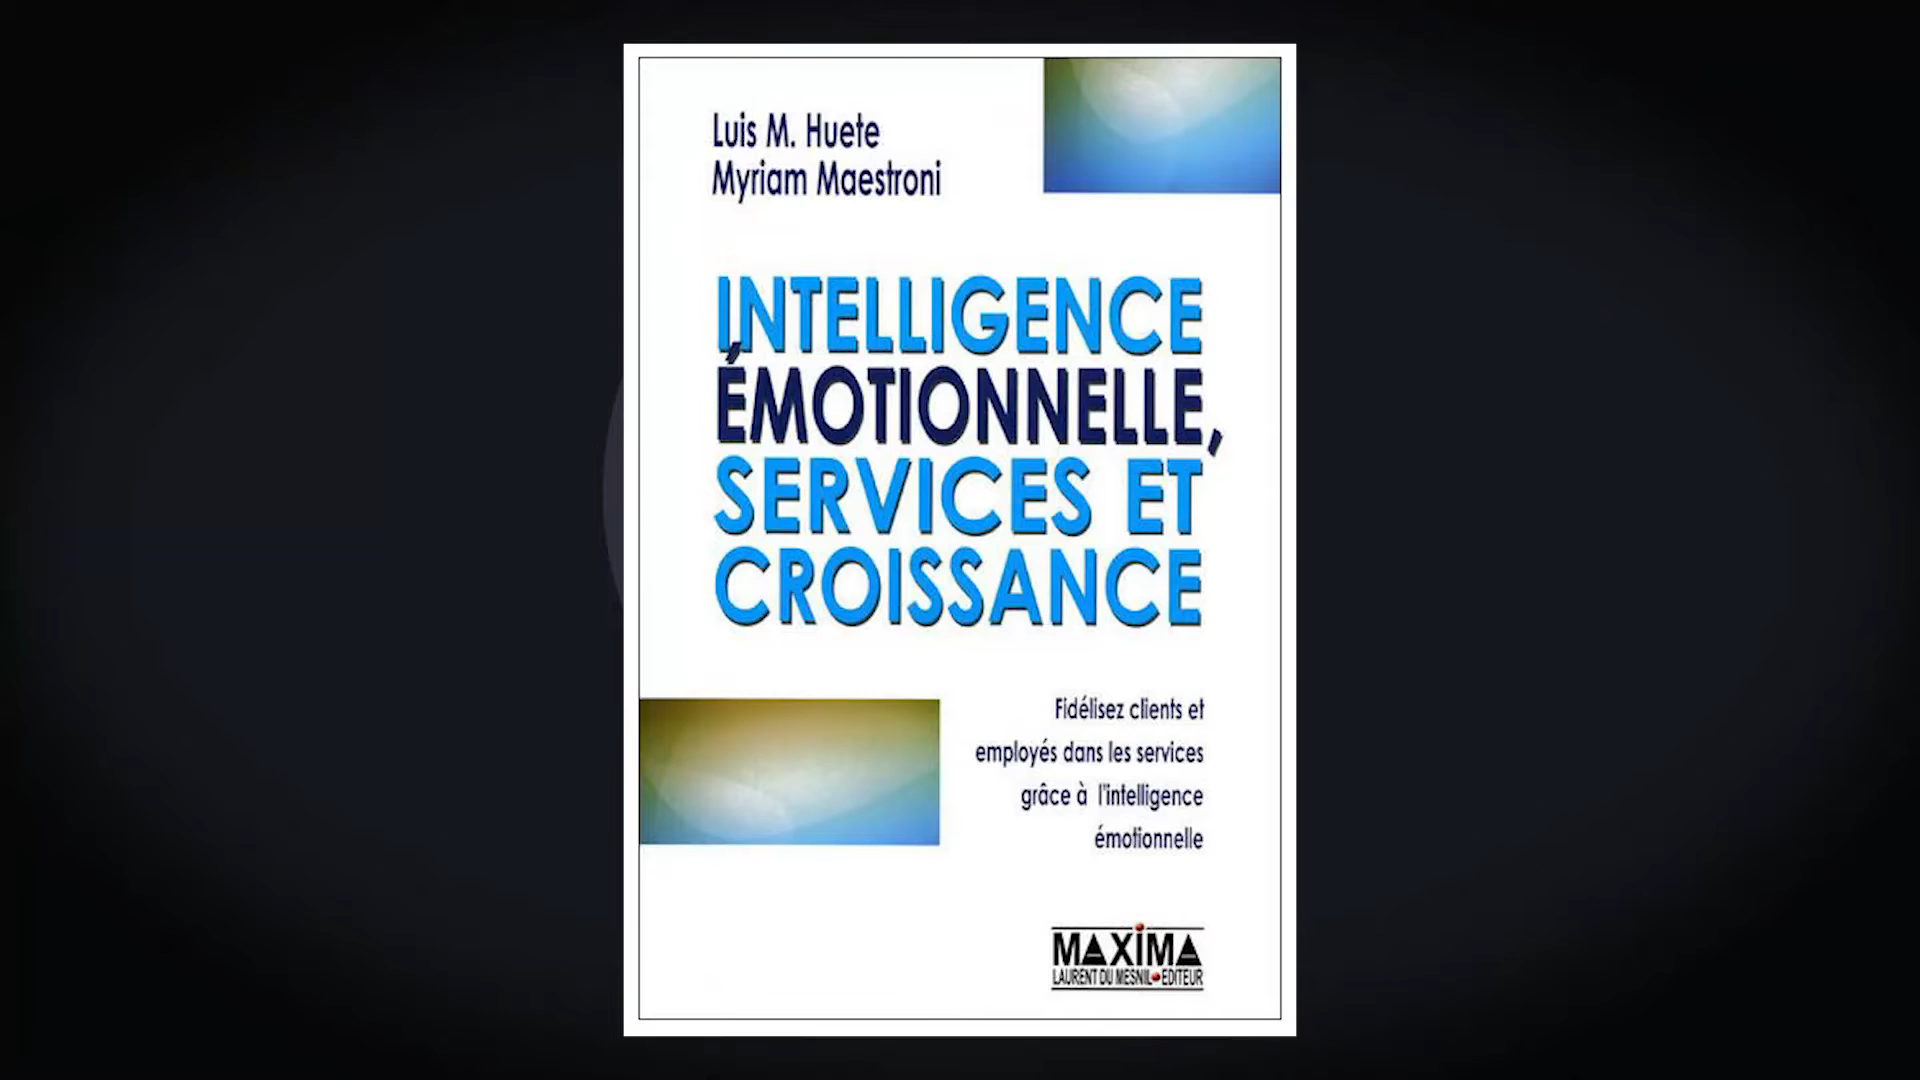 Luis M. Huete
Myriam Maestroni
INTELLIGENCE
ÉMOTIONNELLE,
SERVICES ET
CROISSANCE
Fidélisez clients et
employés dans les services
grâce à l'intelligence
émotionnelle
MAXIMA
LAURENT DU MESNIL EDITEUR